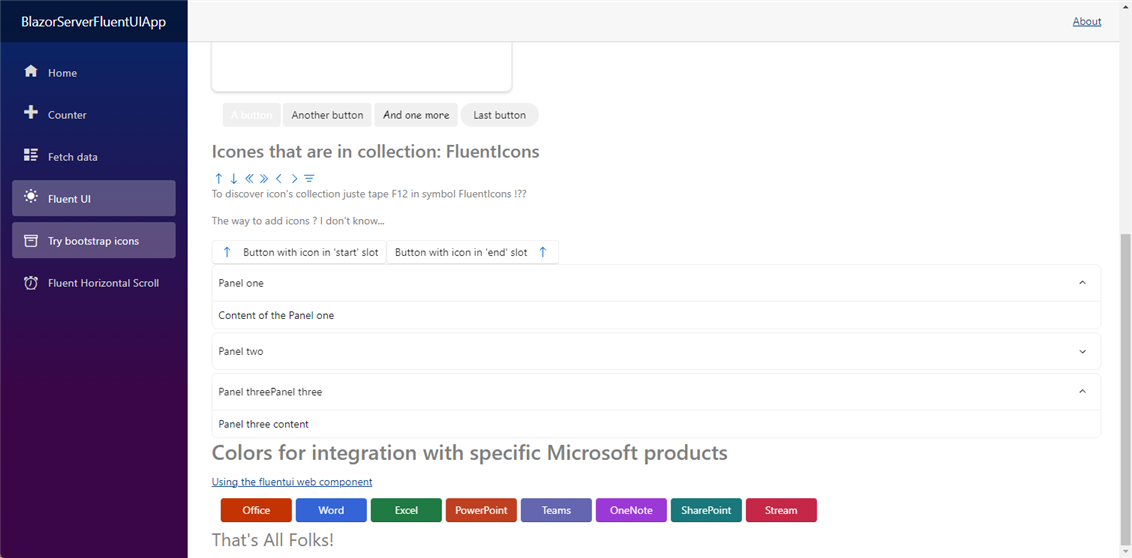 BlazorServerFluentUIApp
About
Home
Counter
Fetch data
Fluent UI
Try bootstrap icons
Fluent Horizontal Scroll
A button Another button And one more Last button
Icones that are in collection: FluentIcons
To discover icon's collection juste tape F12 in symbol FluentIcons !??
The way to add icons ? I don't know...
Button with icon in 'start' slot Button with icon in 'end' slot
Panel one
Content of the Panel one
Panel two
Panel threePanel three
Panel three content
Colors for integration with specific Microsoft products
Using the fluentui web component
Office Word Excel PowerPoint Teams OneNote SharePoint Stream
That's All Folks!